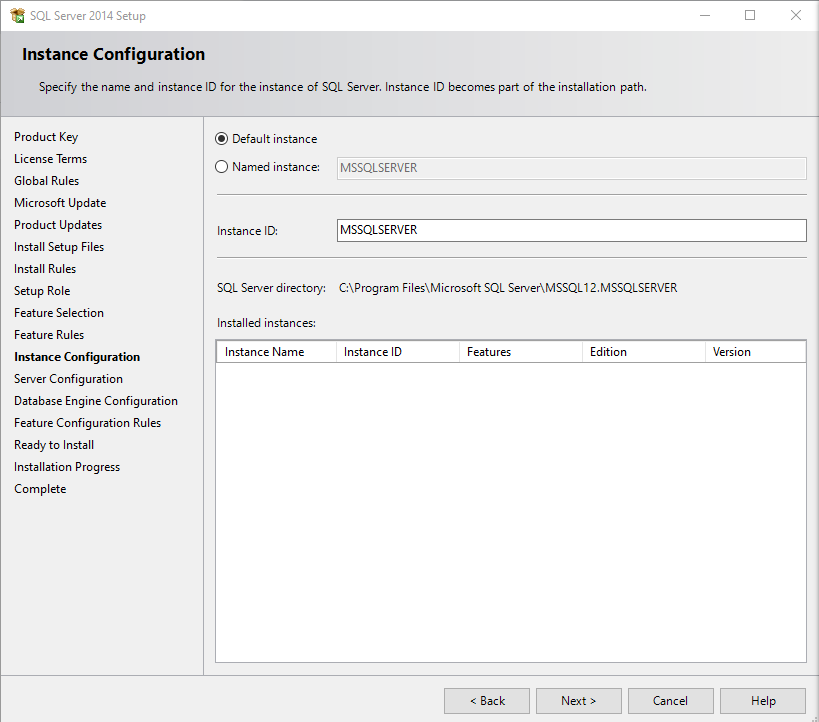 SQL Server 2014 Setup
Instance Configuration
Specify the name and instance ID for the instance of SQL Server. Instance ID becomes part of the installation path.
Product Key
License Terms
Global Rules
Microsoft Update
Product Updates
Install Setup Files
Install Rules
Setup Role
Feature Selection
Feature Rules
Instance Configuration
Server Configuration
Database Engine Configuration
Feature Configuration Rules
Ready to Install
Installation Progress
Complete
Default instance
Named instance: MSSQLSERVER
Instance ID: MSSQLSERVER
SQL Server directory: C:\Program Files\Microsoft SQL Server\MSSQL12.MSSQLSERVER
Installed instances:
Instance Name Instance ID Features Edition Version
< Back Next > Cancel Help